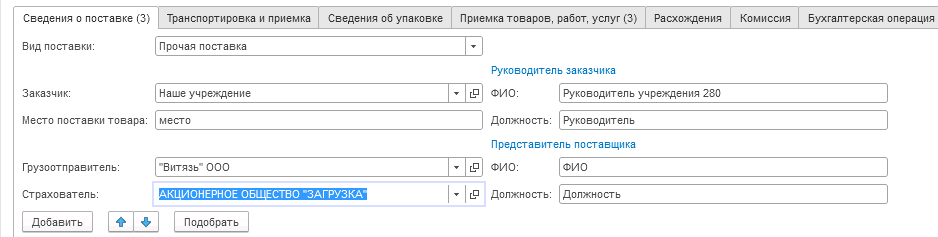 Сведения о поставке (3) Транспортировка и приемка Сведения об упаковке Приемка товаров, работ, услуг (3) Расхождения Комиссия Бухгалтерская операция
Вид поставки: Прочая поставка
Руководитель заказчика
Заказчик: Наше учреждение ФИО: Руководитель учреждения 280
Место поставки товара: место Должность: Руководитель
Представитель поставщика
Грузоотправитель: "Витязь" ООО ФИО: ФИО
Страхователь: АКЦИОНЕРНОЕ ОБЩЕСТВО "ЗАГРУЗКА" Должность: Должность
Добавить Подобрать